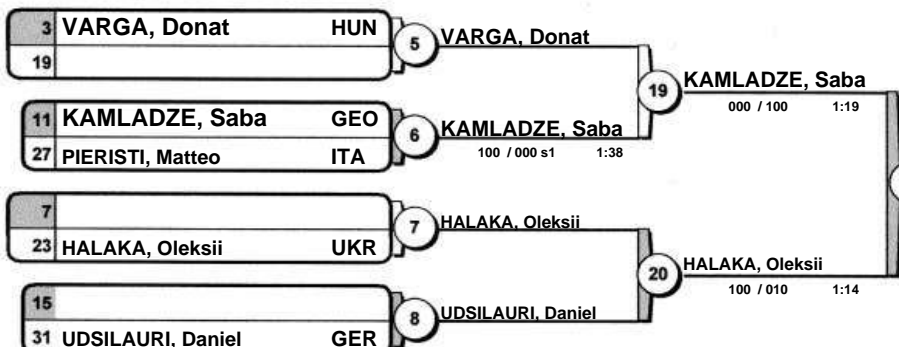 3 VARGA, Donat HUN
19
5 VARGA, Donat
11 KAMLADZE, Saba GEO
27 PIERISTI, Matteo ITA
6 KAMLADZE, Saba
100 / 000 s1 1:38
19 KAMLADZE, Saba
000 / 100 1:19
7
23 HALAKA, Oleksii UKR
7 HALAKA, Oleksii
15
31 UDSILAURI, Daniel GER
8 UDSILAURI, Daniel
20 HALAKA, Oleksii
100 / 010 1:14